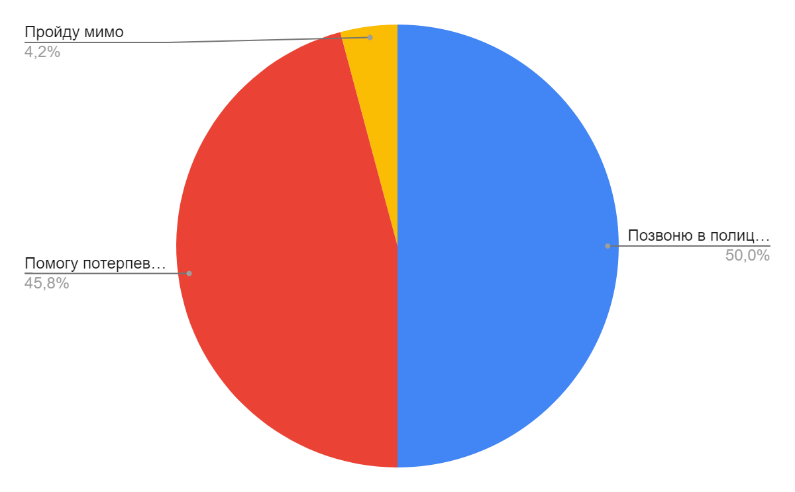 Пройду мимо
4,2%
Позвоню в полиц…
50,0%
Помогу потерпев…
45,8%